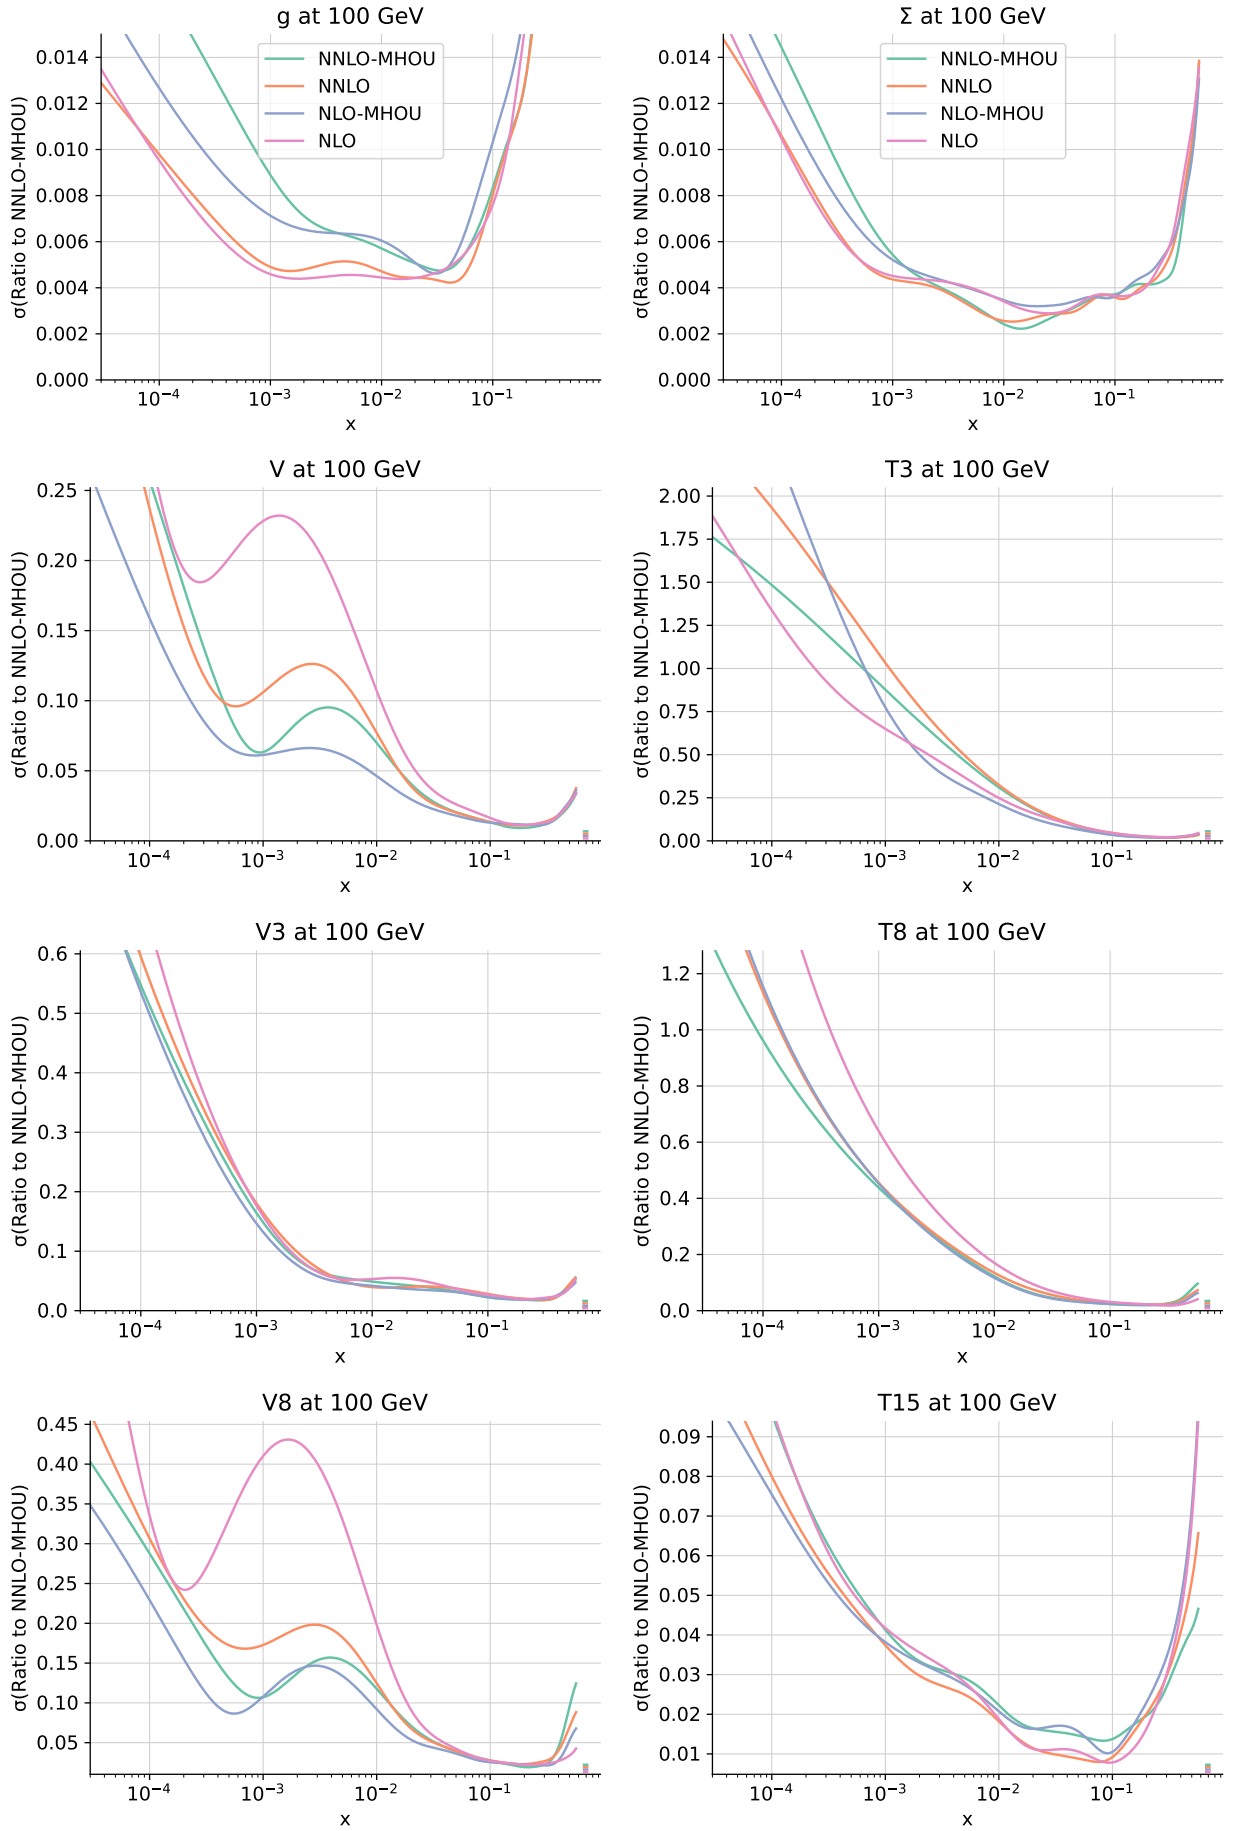 g at 100 GeV
σ(Ratio to NNLO-MHOU)
0.014
0.012
0.010
0.008
0.006
0.004
0.002
0.000
NNLO-MHOU
NNLO
NLO-MHOU
NLO
10⁻⁴ 10⁻³ 10⁻² 10⁻¹
x
Σ at 100 GeV
σ(Ratio to NNLO-MHOU)
0.014
0.012
0.010
0.008
0.006
0.004
0.002
0.000
NNLO-MHOU
NNLO
NLO-MHOU
NLO
10⁻⁴ 10⁻³ 10⁻² 10⁻¹
x
V at 100 GeV
σ(Ratio to NNLO-MHOU)
0.25
0.20
0.15
0.10
0.05
0.00
10⁻⁴ 10⁻³ 10⁻² 10⁻¹
x
T3 at 100 GeV
σ(Ratio to NNLO-MHOU)
2.00
1.75
1.50
1.25
1.00
0.75
0.50
0.25
0.00
10⁻⁴ 10⁻³ 10⁻² 10⁻¹
x
V3 at 100 GeV
σ(Ratio to NNLO-MHOU)
0.6
0.5
0.4
0.3
0.2
0.1
0.0
10⁻⁴ 10⁻³ 10⁻² 10⁻¹
x
T8 at 100 GeV
σ(Ratio to NNLO-MHOU)
1.2
1.0
0.8
0.6
0.4
0.2
0.0
10⁻⁴ 10⁻³ 10⁻² 10⁻¹
x
V8 at 100 GeV
σ(Ratio to NNLO-MHOU)
0.45
0.40
0.35
0.30
0.25
0.20
0.15
0.10
0.05
10⁻⁴ 10⁻³ 10⁻² 10⁻¹
x
T15 at 100 GeV
σ(Ratio to NNLO-MHOU)
0.09
0.08
0.07
0.06
0.05
0.04
0.03
0.02
0.01
10⁻⁴ 10⁻³ 10⁻² 10⁻¹
x